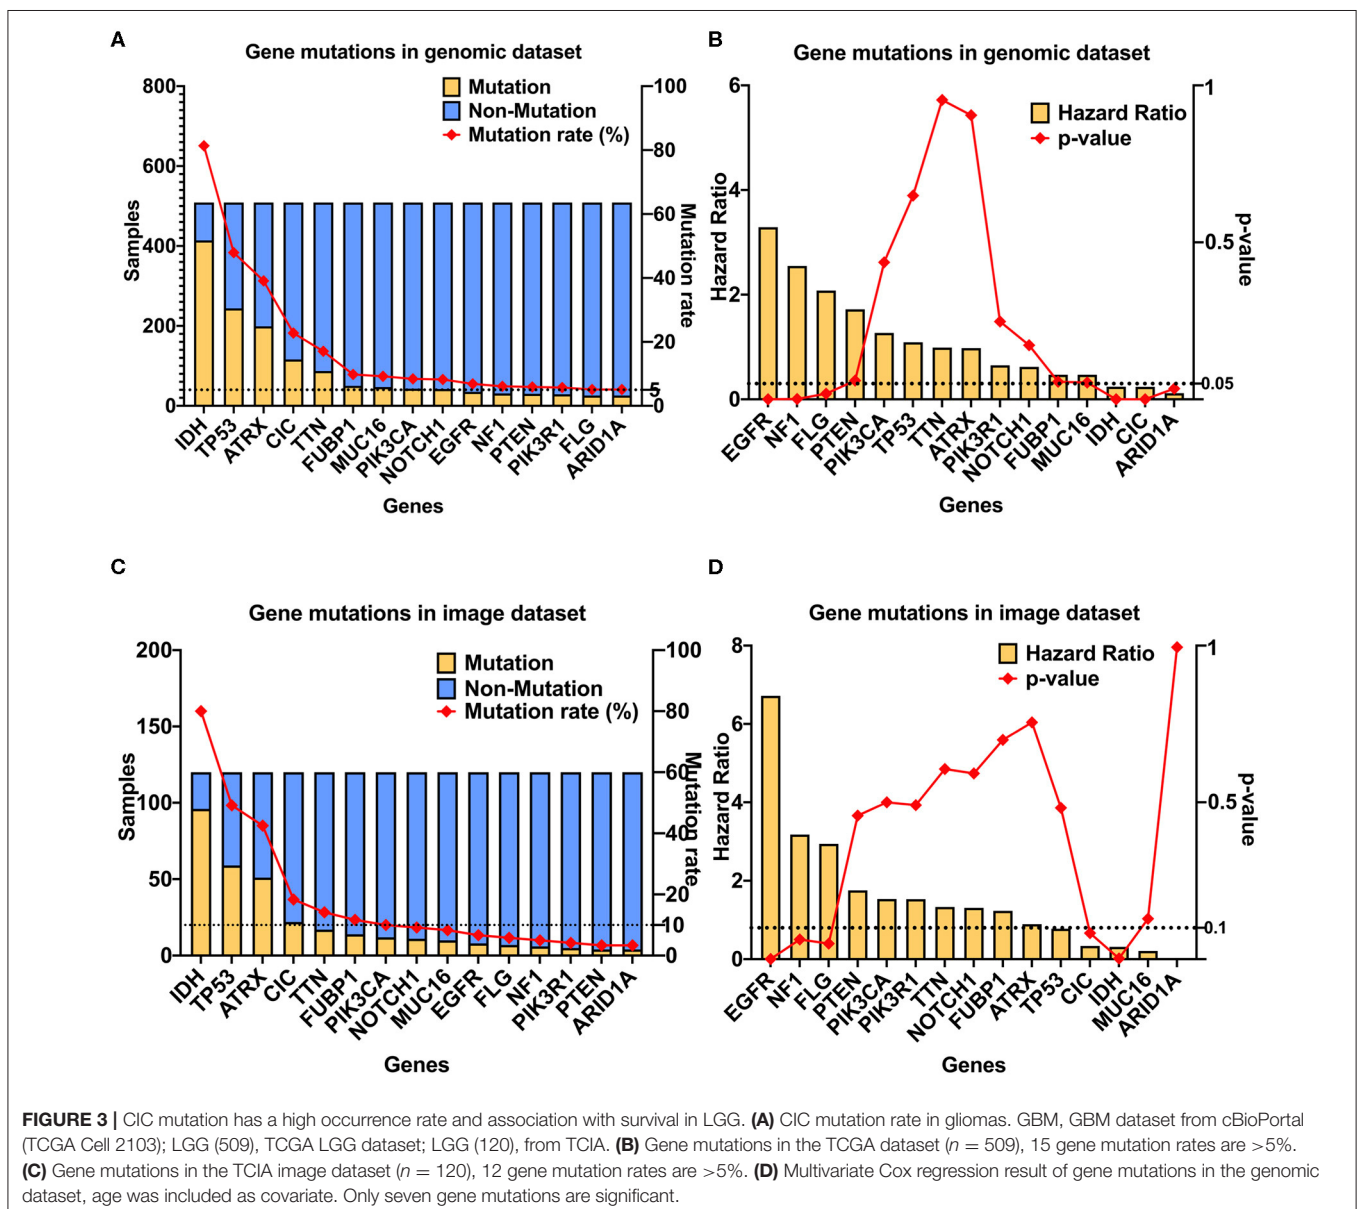 A
Gene mutations in genomic dataset
Mutation
Non-Mutation
Mutation rate (%)
Samples
800
600
400
200
0
Mutation rate
100
80
60
40
20
5
0
IDH
TP53
ATRX
CIC
TTN
FUBP1
MUC16
PIK3CA
NOTCH1
EGFR
NF1
PTEN
PIK3R1
FLG
ARID1A
Genes
B
Gene mutations in genomic dataset
Hazard Ratio
p-value
Hazard Ratio
6
4
2
0
p-value
1
0.5
0.05
EGFR
NF1
FLG
PTEN
PIK3CA
TP53
TTN
ATRX
PIK3R1
NOTCH1
FUBP1
MUC16
IDH
CIC
ARID1A
Genes
C
Gene mutations in image dataset
Mutation
Non-Mutation
Mutation rate (%)
Samples
200
150
100
50
0
Mutation rate
100
80
60
40
20
10
0
IDH
TP53
ATRX
CIC
TTN
FUBP1
PIK3CA
NOTCH1
MUC16
EGFR
FLG
NF1
PIK3R1
PTEN
ARID1A
Genes
D
Gene mutations in image dataset
Hazard Ratio
p-value
Hazard Ratio
8
6
4
2
0
p-value
1
0.5
0.1
EGFR
NF1
FLG
PTEN
PIK3CA
PIK3R1
TTN
NOTCH1
FUBP1
ATRX
TP53
CIC
IDH
MUC16
ARID1A
Genes
FIGURE 3 | CIC mutation has a high occurrence rate and association with survival in LGG. (A) CIC mutation rate in gliomas. GBM, GBM dataset from cBioPortal
(TCGA Cell 2103); LGG (509), TCGA LGG dataset; LGG (120), from TCIA. (B) Gene mutations in the TCGA dataset (n = 509), 15 gene mutation rates are >5%.
(C) Gene mutations in the TCIA image dataset (n = 120), 12 gene mutation rates are >5%. (D) Multivariate Cox regression result of gene mutations in the genomic
dataset, age was included as covariate. Only seven gene mutations are significant.